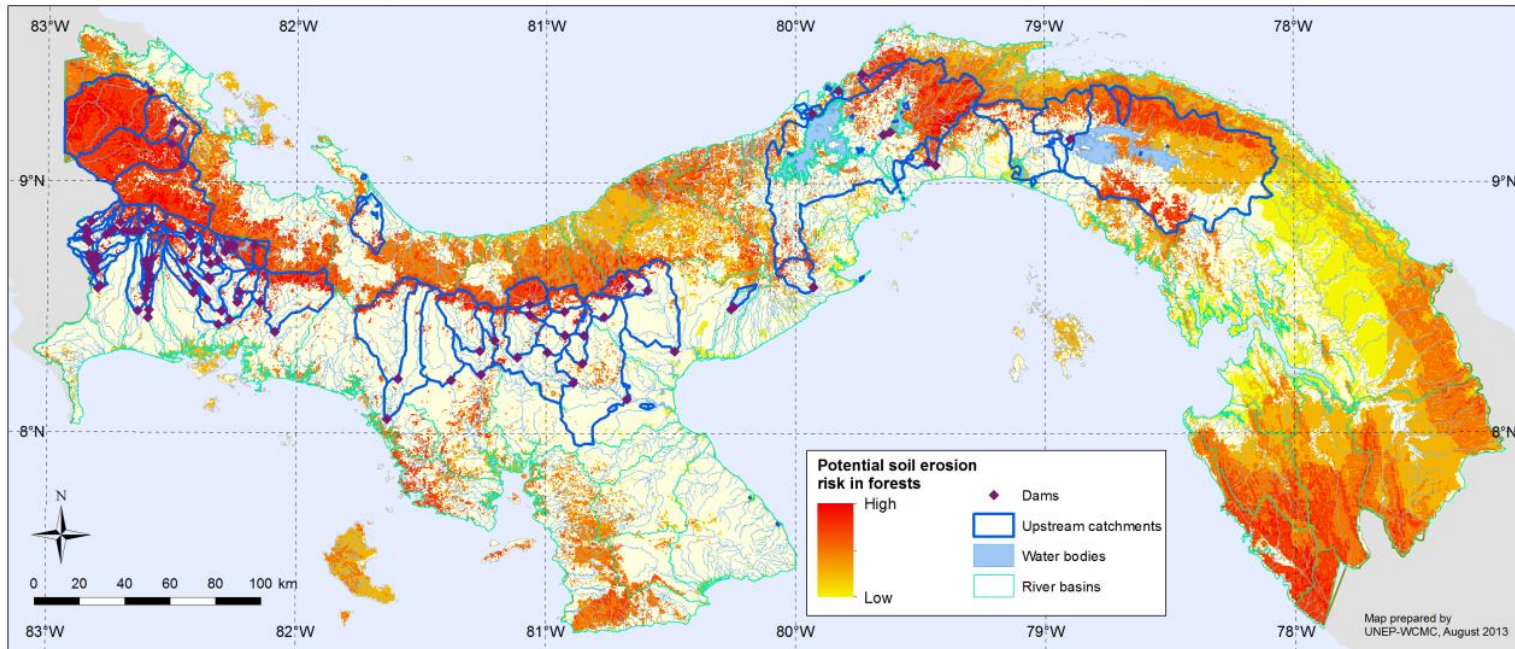 83°W
82°W
81°W
80°W
79°W
78°W
9°N
9°N
8°N
8°N
Potential soil erosion
risk in forests
High
Low
Dams
Upstream catchments
Water bodies
River basins
N
0 20 40 60 80 100 km
Map prepared by
UNEP-WCMC, August 2013
83°W
82°W
81°W
80°W
79°W
78°W